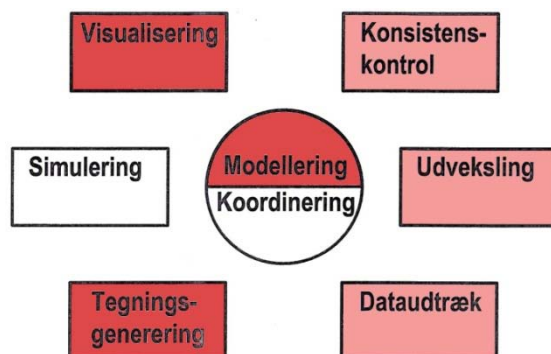 Visualisering
Konsistens-
kontrol
Simulering
Modellering
Koordinering
Udveksling
Tegnings-
generering
Dataudtræk